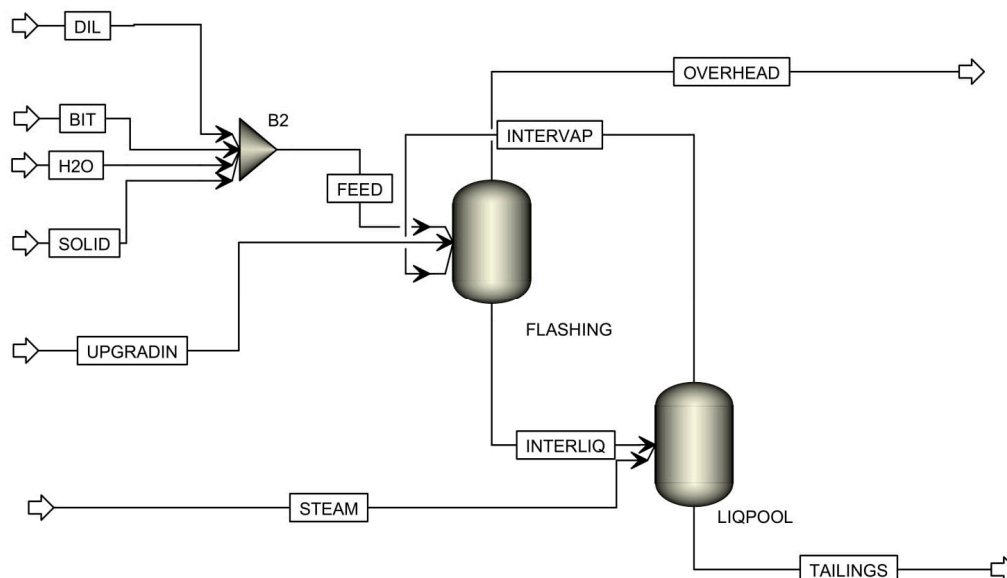 DIL
OVERHEAD
BIT
B2
INTERVAP
H2O
FEED
SOLID
FLASHING
UPGRADIN
INTERLIQ
STEAM
LIQPOOL
TAILINGS